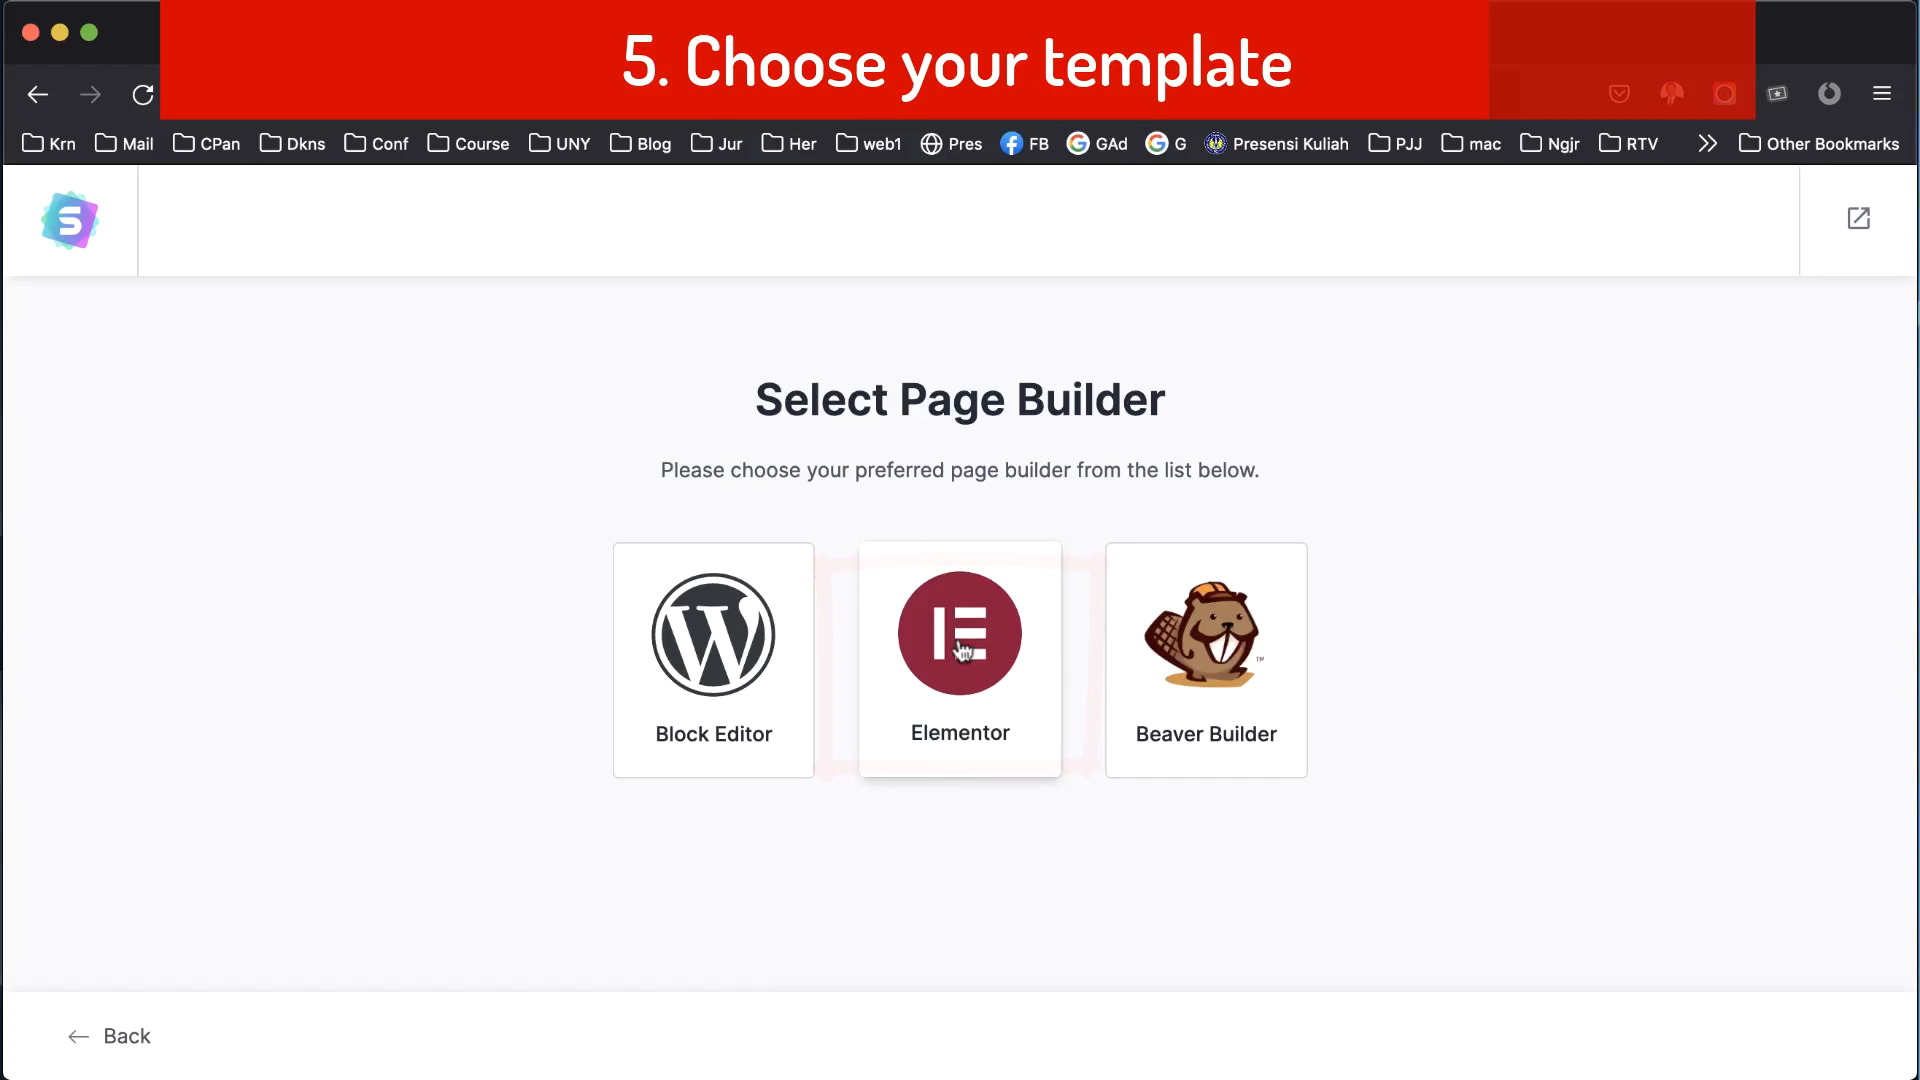 5. Choose your template
Krn Mail CPan Dkns Conf Course UNY Blog Jur Her web1 Pres FB GAd G Presensi Kuliah PJJ mac Ngjr RTV Other Bookmarks
S
Select Page Builder
Please choose your preferred page builder from the list below.
Block Editor Elementor Beaver Builder
TM
Back